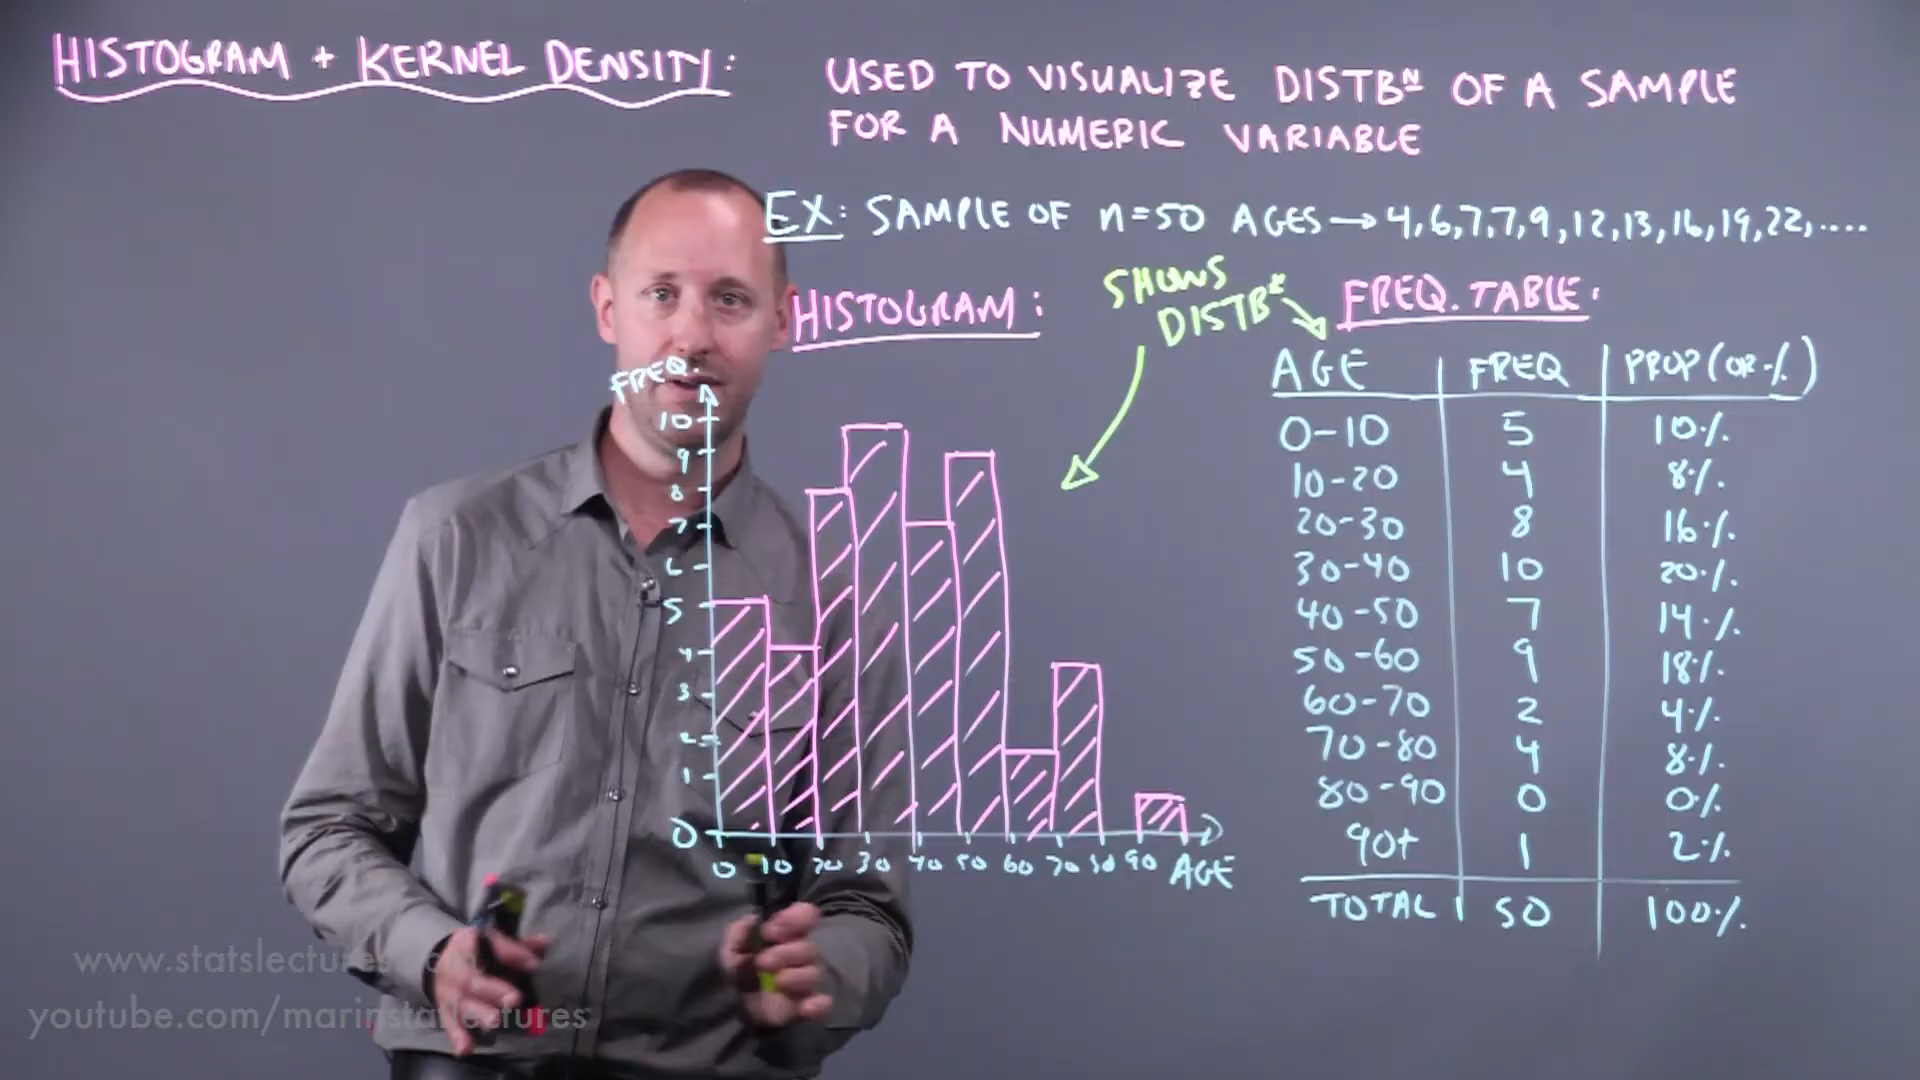 HISTOGRAM + KERNEL DENSITY:
USED TO VISUALIZE DISTBN OF A SAMPLE
FOR A NUMERIC VARIABLE
EX: SAMPLE OF n=50 AGES → 4,6,7,7,9,12,13,16,19,22,....
HISTOGRAM:
SHOWS
DISTBN
FREQ. TABLE:
FREQ.
10
9
8
7
6
5
4
3
2
1
0
0 10 20 30 40 50 60 70 80 90 AGE
AGE FREQ PROP (OR %)
0-10 5 10%
10-20 4 8%
20-30 8 16%
30-40 10 20%
40-50 7 14%
50-60 9 18%
60-70 2 4%
70-80 4 8%
80-90 0 0%
90+ 1 2%
TOTAL 50 100%
www.statslectures.com
youtube.com/marinstatlectures